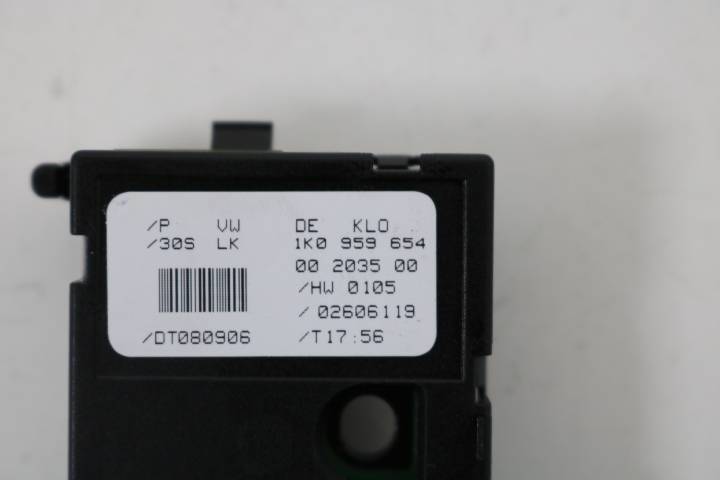 /P VW DE KLO
/30S LK 1K0 959 654
00 2035 00
/HW 0105
/ 02606119
/DT080906 /T17:56